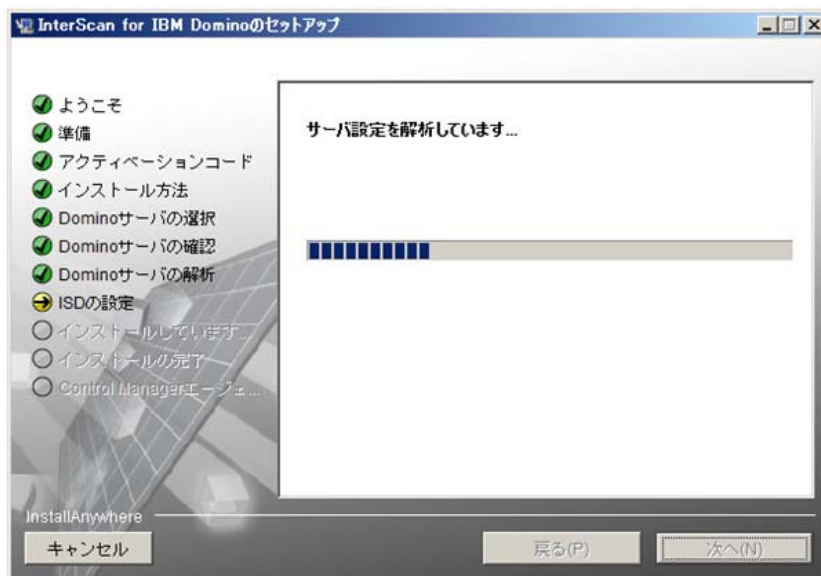 InterScan for IBM Dominoのセットアップ
ようこそ
準備
アクティベーションコード
インストール方法
Dominoサーバの選択
Dominoサーバの確認
Dominoサーバの解析
ISDの設定
インストールしています...
インストールの完了
Control Managerエージェ...
サーバ設定を解析しています...
InstallAnywhere
キャンセル
戻る(P)
次へ(N)